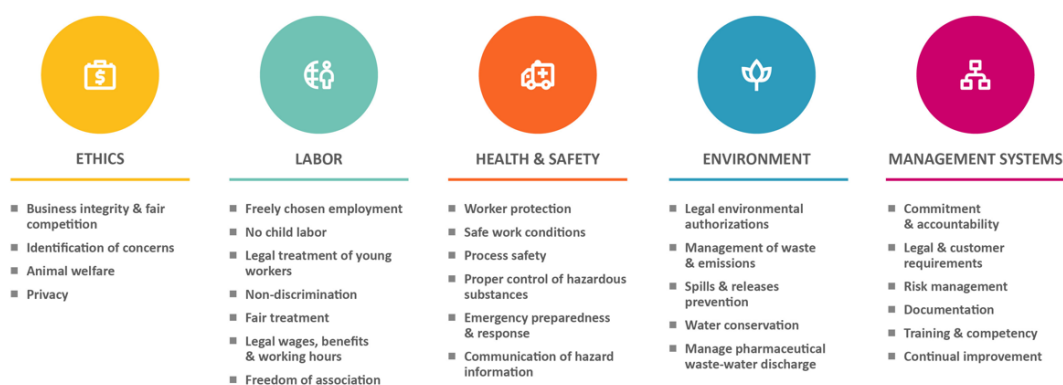 $
ETHICS
Business integrity & fair
competition
Identification of concerns
Animal welfare
Privacy
LABOR
Freely chosen employment
No child labor
Legal treatment of young
workers
Non-discrimination
Fair treatment
Legal wages, benefits
& working hours
Freedom of association
HEALTH & SAFETY
Worker protection
Safe work conditions
Process safety
Proper control of hazardous
substances
Emergency preparedness
& response
Communication of hazard
information
ENVIRONMENT
Legal environmental
authorizations
Management of waste
& emissions
Spills & releases
prevention
Water conservation
Manage pharmaceutical
waste-water discharge
MANAGEMENT SYSTEMS
Commitment
& accountability
Legal & customer
requirements
Risk management
Documentation
Training & competency
Continual improvement